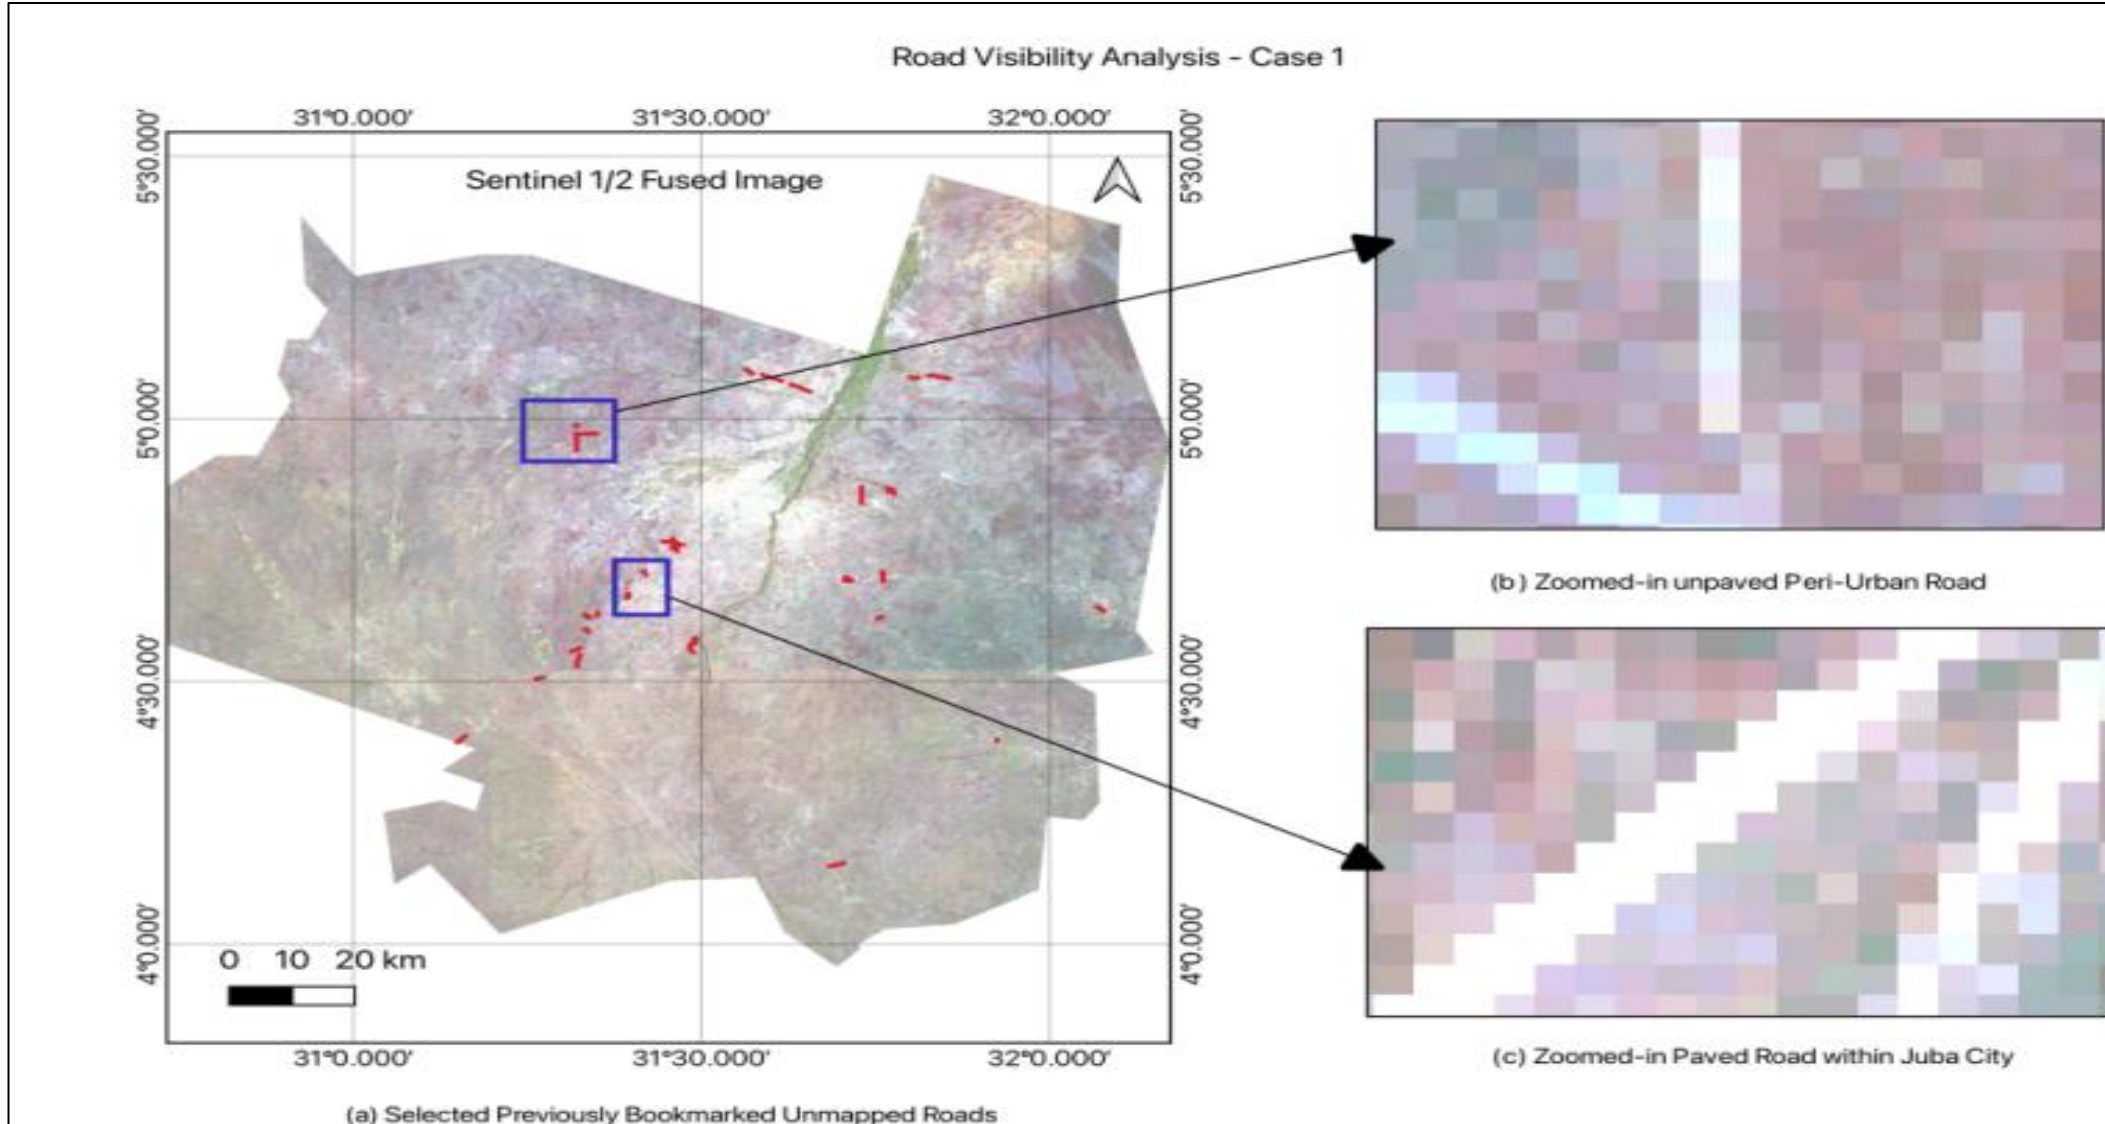 Road Visibility Analysis - Case 1
31°0.000' 31°30.000' 32°0.000'
Sentinel 1/2 Fused Image
5°30.000' 5°30.000'
5°0.000' 5°0.000'
4°30.000' 4°30.000'
4°0.000' 4°0.000'
0 10 20 km
31°0.000' 31°30.000' 32°0.000'
(a) Selected Previously Bookmarked Unmapped Roads
(b) Zoomed-in unpaved Peri-Urban Road
(c) Zoomed-in Paved Road within Juba City